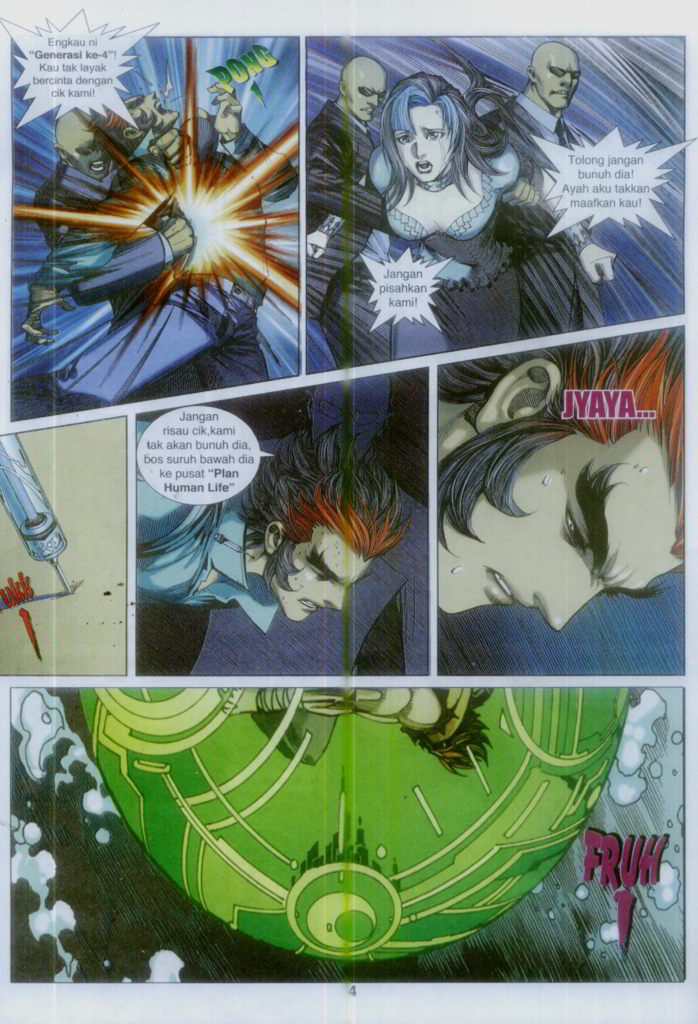 Engkau ni
"Generasi ke-4"!
Kau tak layak
bercinta dengan
cik kami!
PONG
!
Tolong jangan
bunuh dia!
Ayah aku takkan
maafkan kau!
Jangan
pisahkan
kami!
Jangan
risau cik,kami
tak akan bunuh dia,
bos suruh bawah dia
ke pusat "Plan
Human Life"
JYAYA...
FRUH
!
4